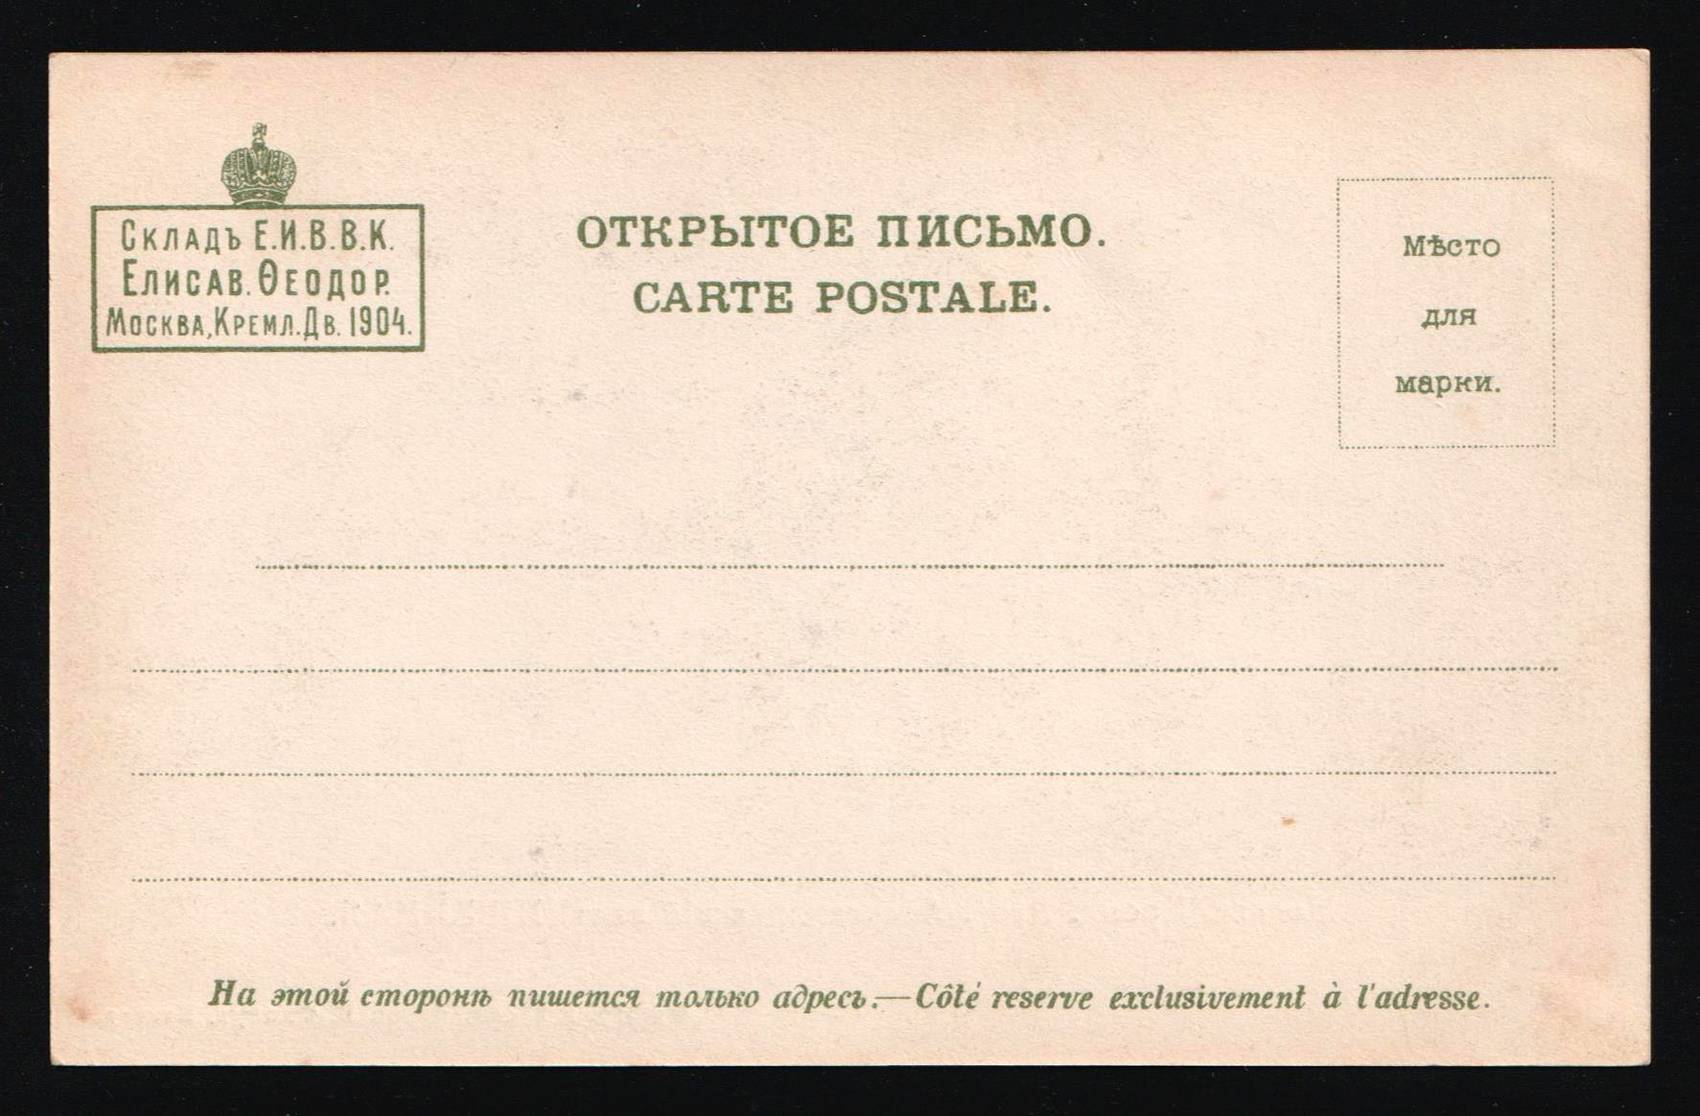 Складъ Е.И.В.В.К.
Елисав. Ѳеодор.
Москва, Кремл. Дв. 1904.
ОТКРЫТОЕ ПИСЬМО.
CARTE POSTALE.
Мѣсто
для
марки.
На этой сторонѣ пишется только адресъ.—Côté reserve exclusivement à l'adresse.